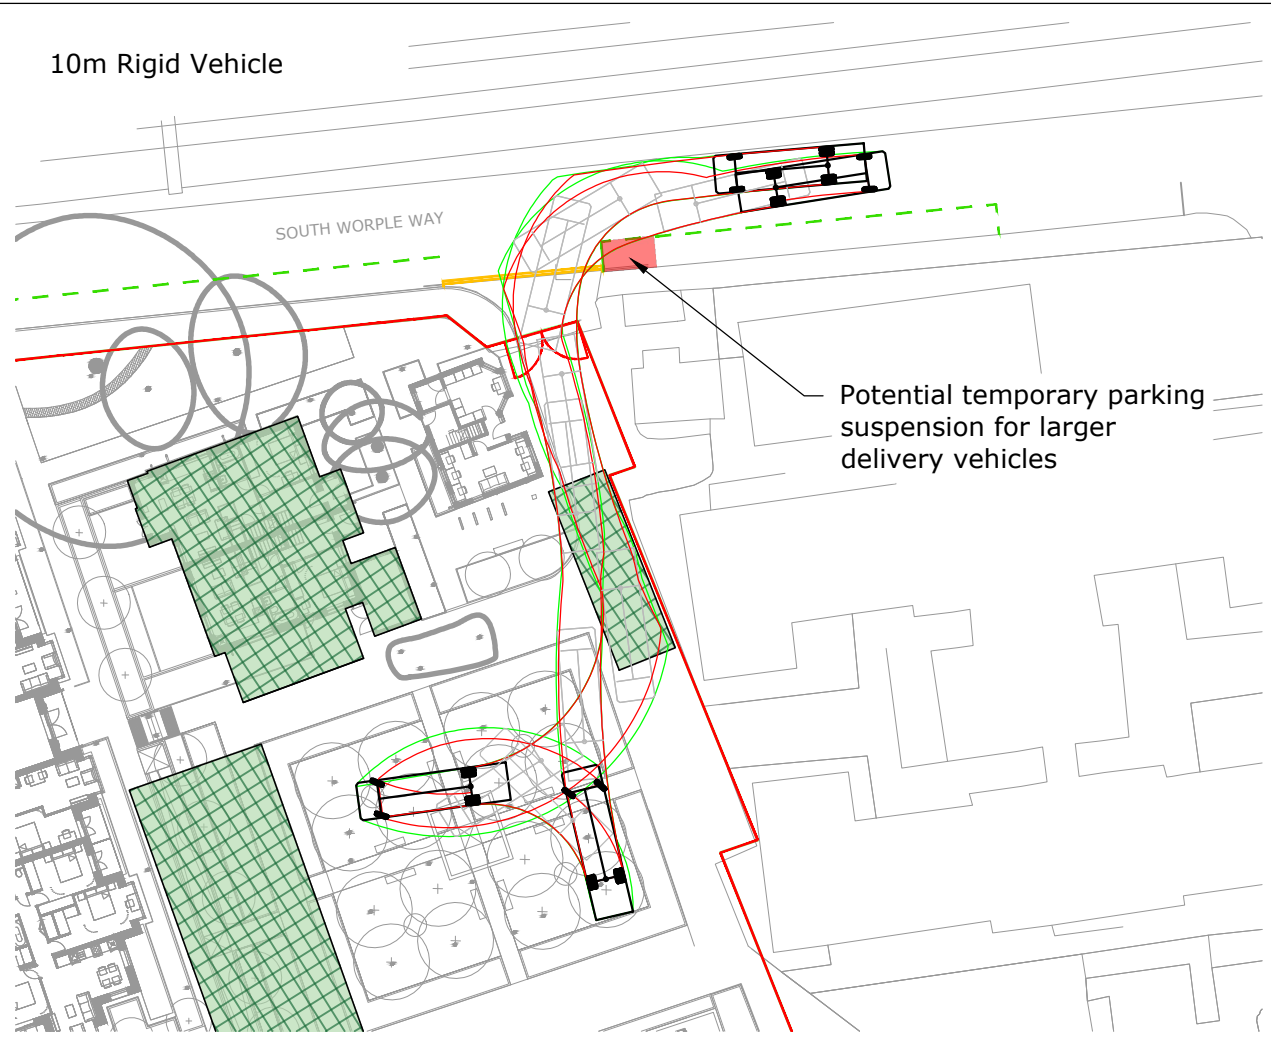 10m Rigid Vehicle
SOUTH WORPLE WAY
Potential temporary parking
suspension for larger
delivery vehicles